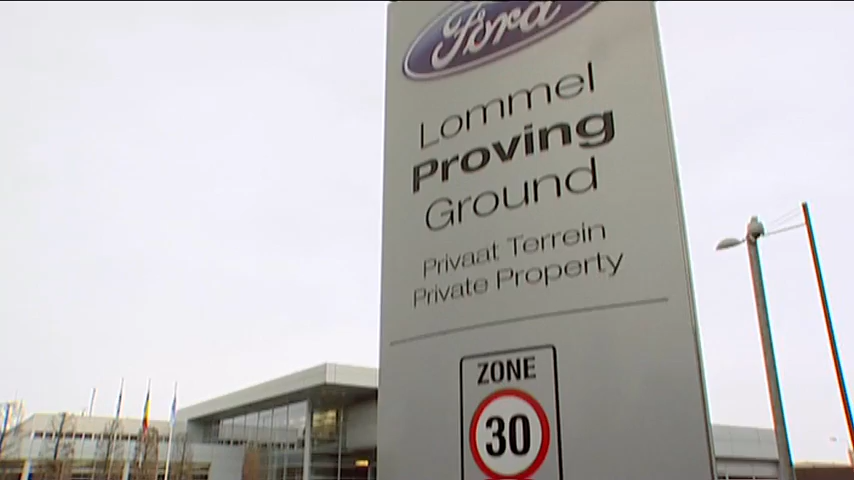 Ford
Lommel
Proving
Ground
Privaat Terrein
Private Property
ZONE
30